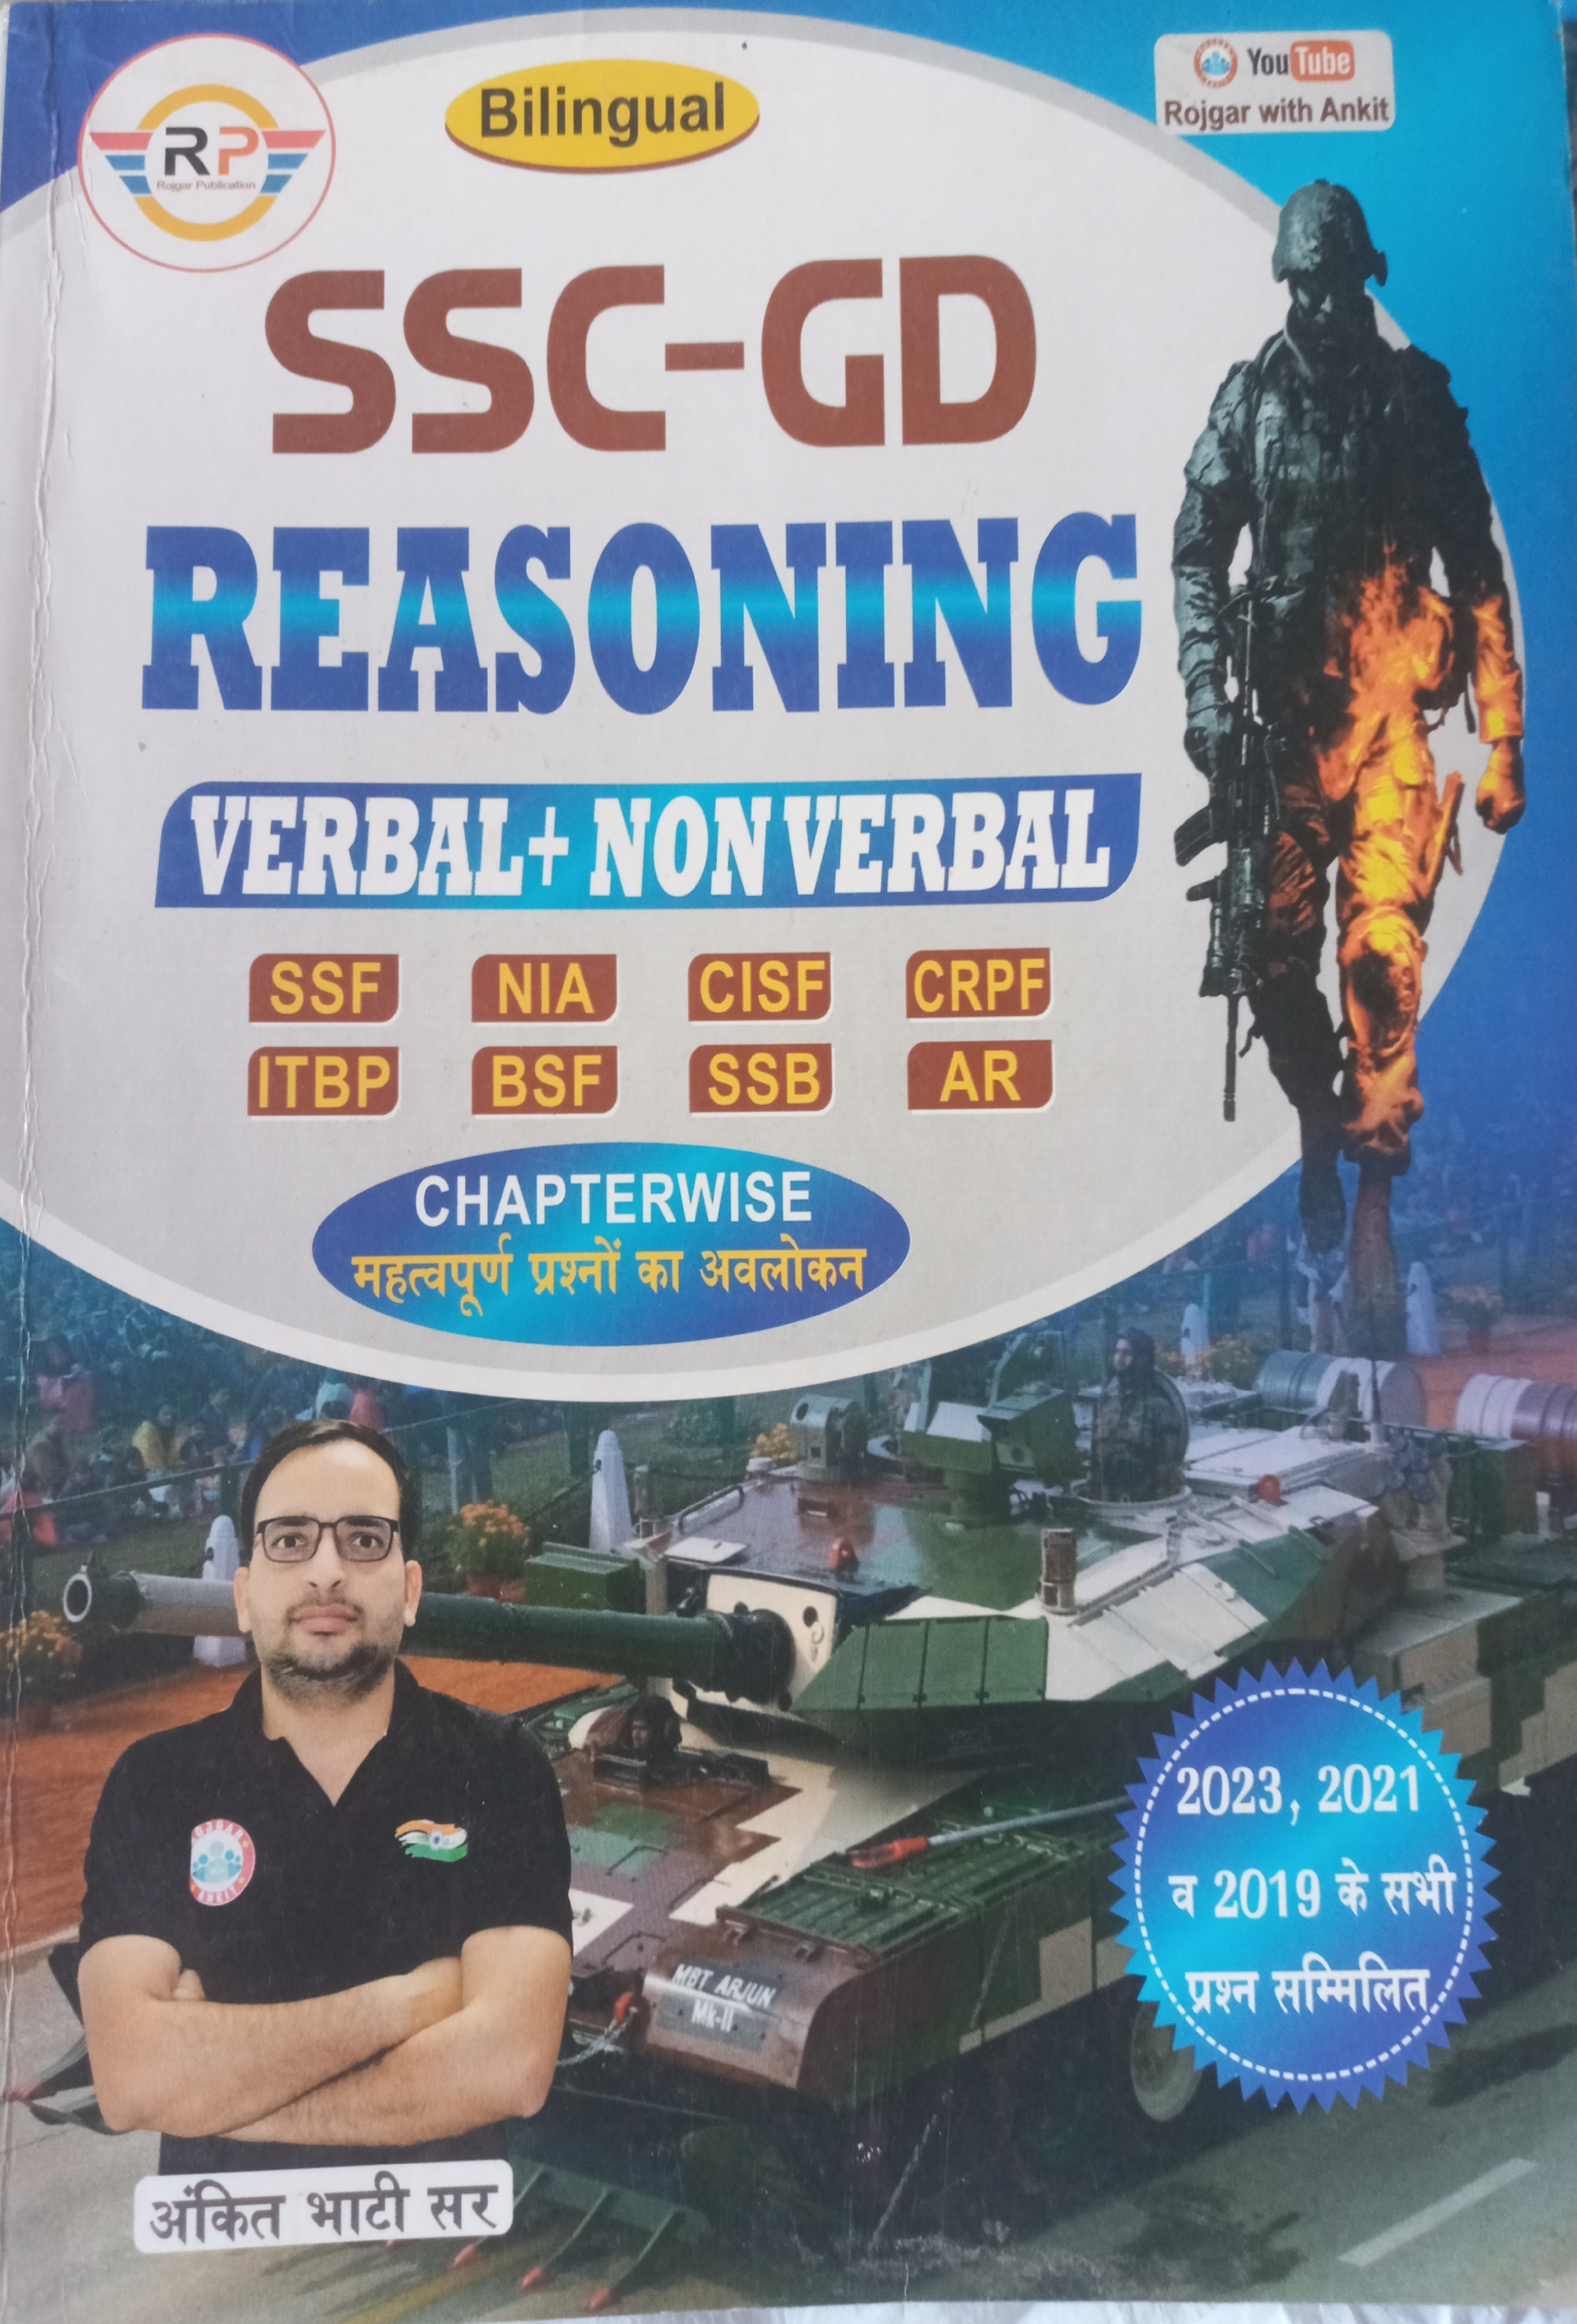 RP
Rojgar Publication
Bilingual
YouTube
Rojgar with Ankit
SSC-GD
REASONING
VERBAL+ NON VERBAL
SSF NIA CISF CRPF
ITBP BSF SSB AR
CHAPTERWISE
महत्वपूर्ण प्रश्नों का अवलोकन
2023, 2021
व 2019 के सभी
प्रश्न सम्मिलित
ROJGAR
ANKIT
MBT ARJUN
Mk-II
अंकित भाटी सर